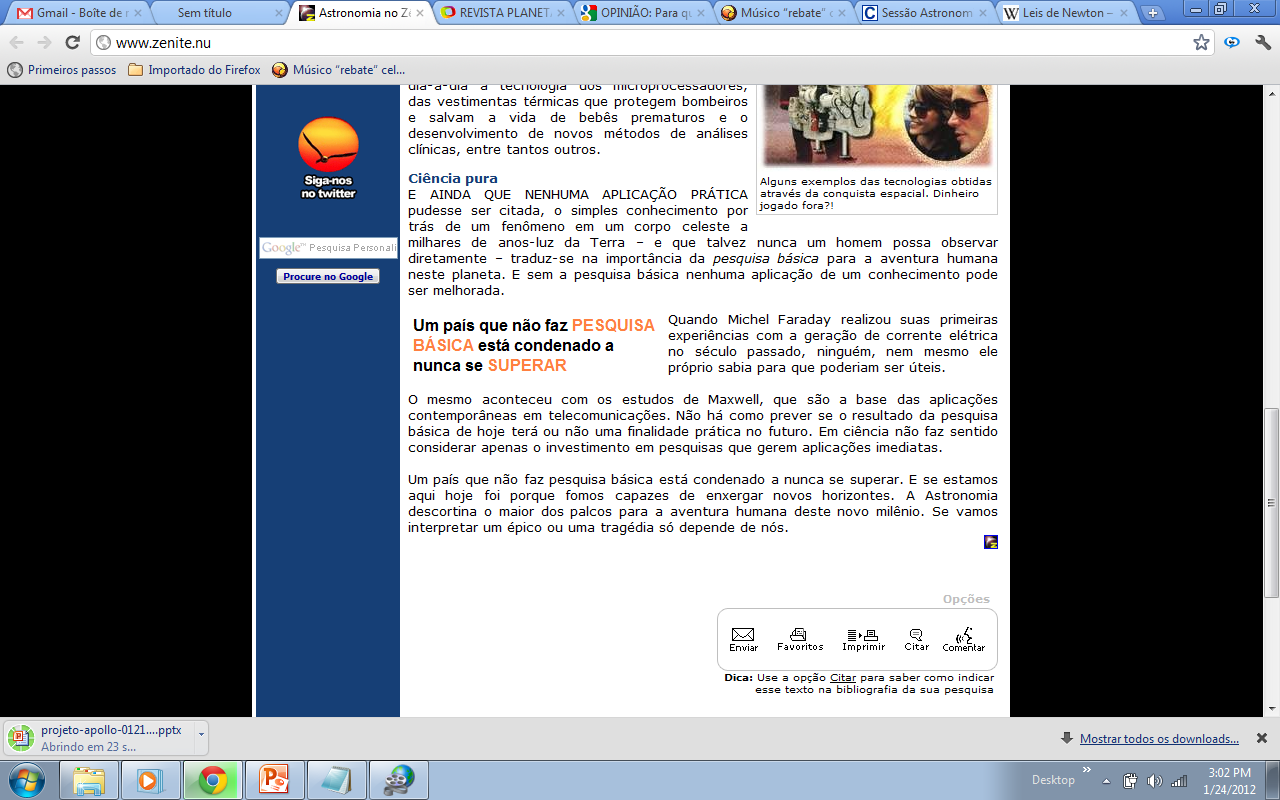 Gmail - Boîte de r
Sem título
Astronomia no Ze
REVISTA PLANETA
OPINIÃO: Para qu
Músico "rebate" c
Sessão Astronom
Leis de Newton –
www.zenite.nu
Primeiros passos
Importado do Firefox
Músico "rebate" cel...
dia-a-dia a tecnologia dos microprocessadores,
das vestimentas térmicas que protegem bombeiros
e salvam a vida de bebês prematuros e o
desenvolvimento de novos métodos de análises
clínicas, entre tantos outros.
Alguns exemplos das tecnologias obtidas
através da conquista espacial. Dinheiro
jogado fora?!
Siga-nos
no twitter
Google™ Pesquisa Personali
Procure no Google
Ciência pura
E AINDA QUE NENHUMA APLICAÇÃO PRÁTICA
pudesse ser citada, o simples conhecimento por
trás de um fenômeno em um corpo celeste a
milhares de anos-luz da Terra – e que talvez nunca um homem possa observar
diretamente – traduz-se na importância da pesquisa básica para a aventura humana
neste planeta. E sem a pesquisa básica nenhuma aplicação de um conhecimento pode
ser melhorada.
Um país que não faz PESQUISA
BÁSICA está condenado a
nunca se SUPERAR
Quando Michel Faraday realizou suas primeiras
experiências com a geração de corrente elétrica
no século passado, ninguém, nem mesmo ele
próprio sabia para que poderiam ser úteis.
O mesmo aconteceu com os estudos de Maxwell, que são a base das aplicações
contemporâneas em telecomunicações. Não há como prever se o resultado da pesquisa
básica de hoje terá ou não uma finalidade prática no futuro. Em ciência não faz sentido
considerar apenas o investimento em pesquisas que gerem aplicações imediatas.
Um país que não faz pesquisa básica está condenado a nunca se superar. E se estamos
aqui hoje foi porque fomos capazes de enxergar novos horizontes. A Astronomia
descortina o maior dos palcos para a aventura humana deste novo milênio. Se vamos
interpretar um épico ou uma tragédia só depende de nós.
Opções
Enviar
Favoritos
Imprimir
Citar
Comentar
Dica: Use a opção Citar para saber como indicar
esse texto na bibliografia da sua pesquisa
projeto-apollo-0121....pptx
Abrindo em 23 s...
Mostrar todos os downloads...
Desktop
3:02 PM
1/24/2012